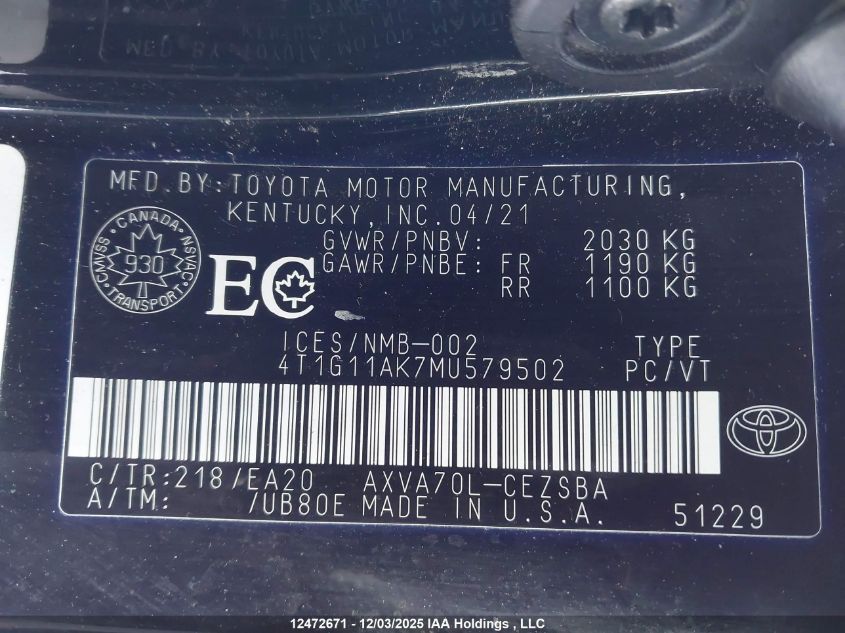 MFD.BY:TOYOTA MOTOR MANUFACTURING,
KENTUCKY,INC.04/21
GVWR/PNBV: 2030 KG
GAWR/PNBE: FR 1190 KG
RR 1100 KG
CANADA
CMVSS NSVAC
930
TRANSPORT
EC
ICES/NMB-002 TYPE
4T1G11AK7MU579502 PC/VT
C/TR:218/EA20 AXVA70L-CEZSBA
A/TM: /UB80E MADE IN U.S.A. 51229
12472671 - 12/03/2025 IAA Holdings , LLC